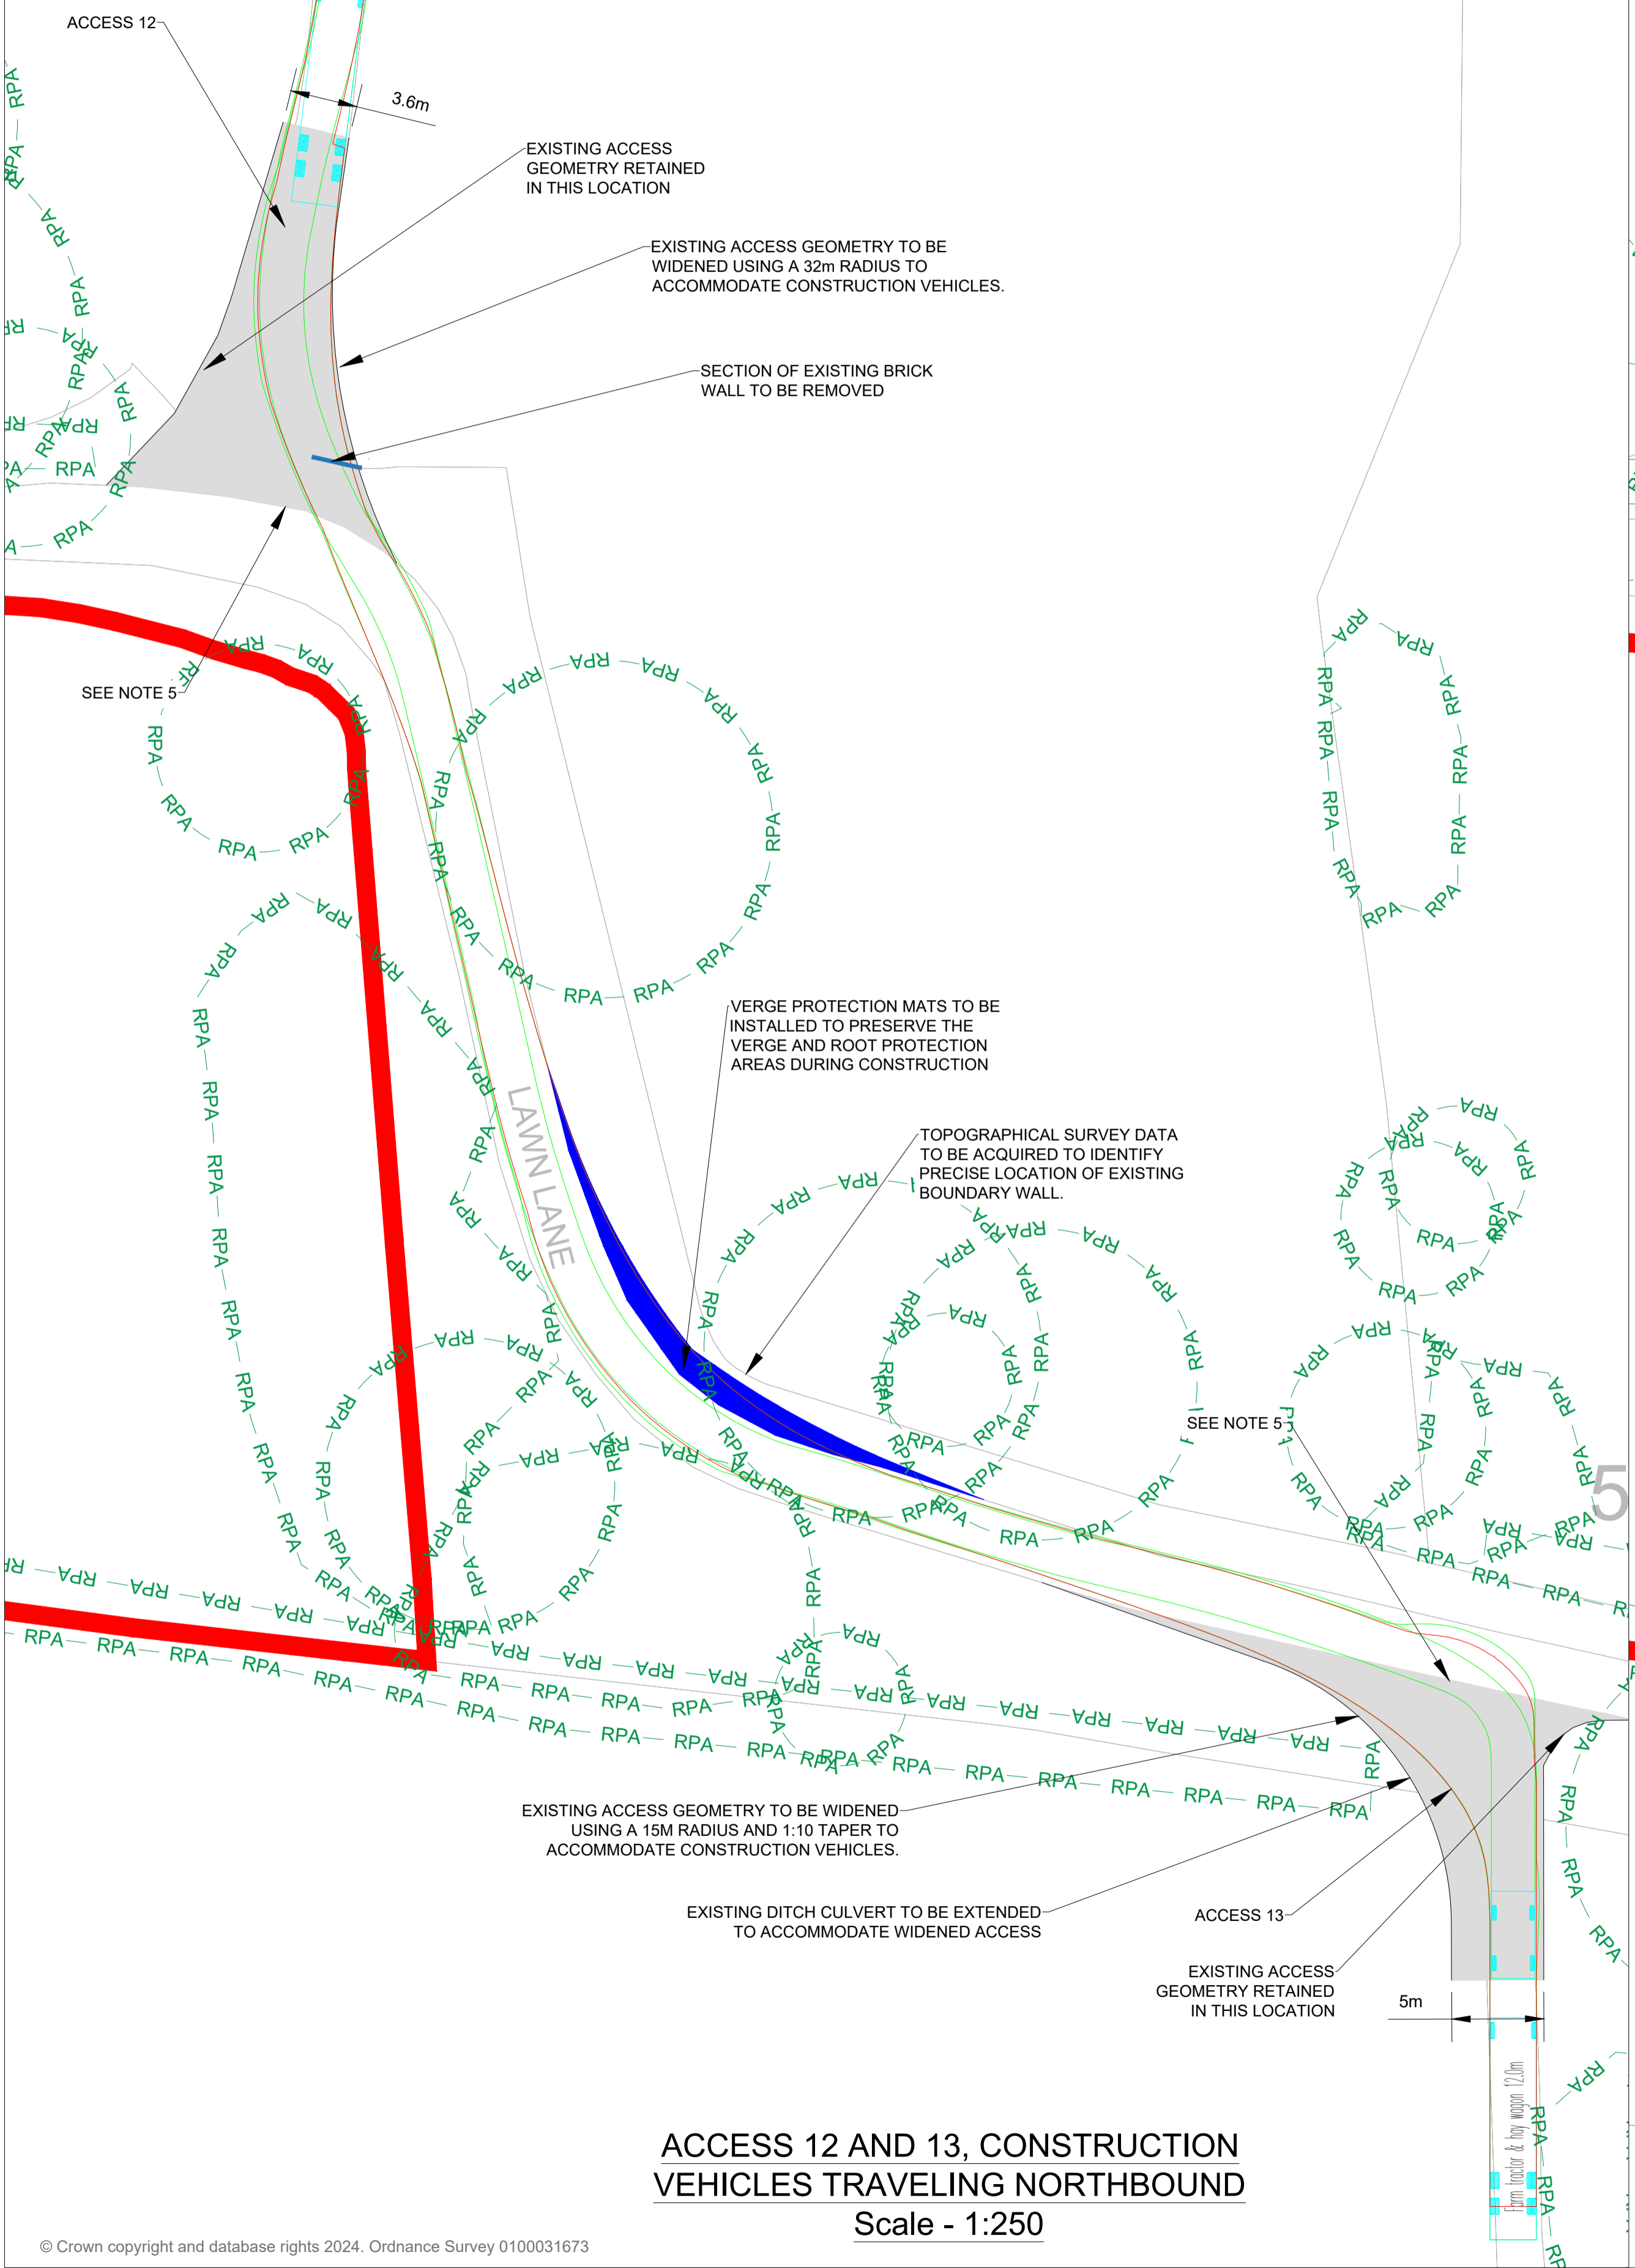 ACCESS 12
3.6m
EXISTING ACCESS
GEOMETRY RETAINED
IN THIS LOCATION
EXISTING ACCESS GEOMETRY TO BE
WIDENED USING A 32m RADIUS TO
ACCOMMODATE CONSTRUCTION VEHICLES.
SECTION OF EXISTING BRICK
WALL TO BE REMOVED
SEE NOTE 5
RPA
VERGE PROTECTION MATS TO BE
INSTALLED TO PRESERVE THE
VERGE AND ROOT PROTECTION
AREAS DURING CONSTRUCTION
LAWN LANE
TOPOGRAPHICAL SURVEY DATA
TO BE ACQUIRED TO IDENTIFY
PRECISE LOCATION OF EXISTING
BOUNDARY WALL.
SEE NOTE 5
5
EXISTING ACCESS GEOMETRY TO BE WIDENED
USING A 15M RADIUS AND 1:10 TAPER TO
ACCOMMODATE CONSTRUCTION VEHICLES.
EXISTING DITCH CULVERT TO BE EXTENDED
TO ACCOMMODATE WIDENED ACCESS
ACCESS 13
EXISTING ACCESS
GEOMETRY RETAINED
IN THIS LOCATION
5m
Farm tractor & hay wagon 12.0m
ACCESS 12 AND 13, CONSTRUCTION
VEHICLES TRAVELING NORTHBOUND
Scale - 1:250
© Crown copyright and database rights 2024. Ordnance Survey 0100031673